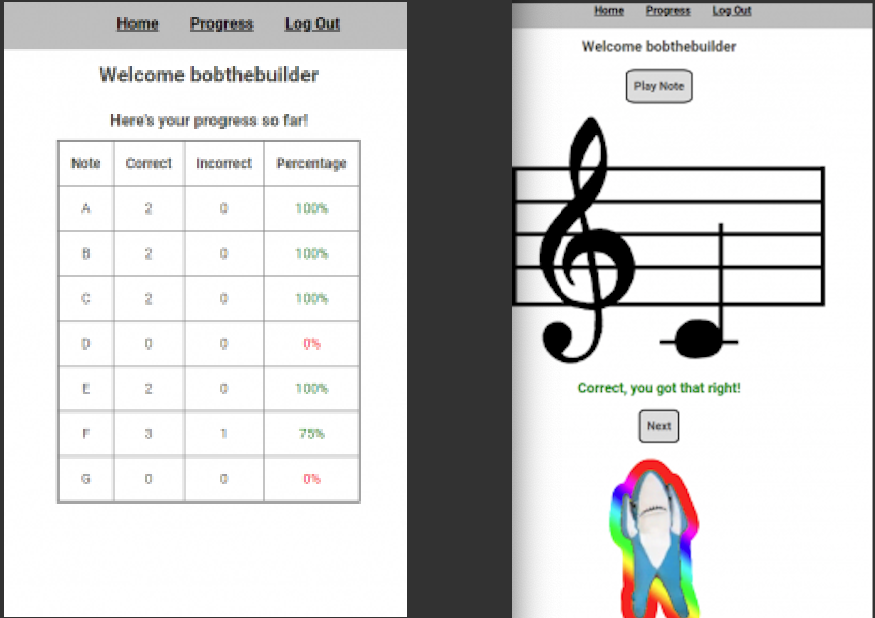 Home Progress Log Out
Welcome bobthebuilder
Here's your progress so far!
Note Correct Incorrect Percentage
A 2 0 100%
B 2 0 100%
C 2 0 100%
D 0 0 0%
E 2 0 100%
F 3 1 75%
G 0 0 0%
Home Progress Log Out
Welcome bobthebuilder
Play Note
Correct, you got that right!
Next